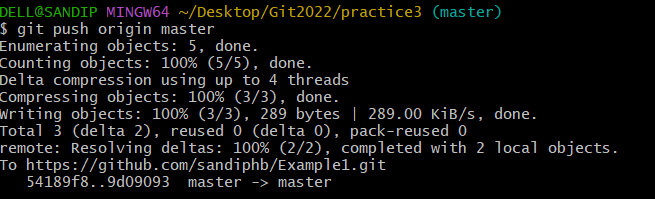 DELL@SANDIP MINGW64 ~/Desktop/Git2022/practice3 (master)
$ git push origin master
Enumerating objects: 5, done.
Counting objects: 100% (5/5), done.
Delta compression using up to 4 threads
Compressing objects: 100% (3/3), done.
Writing objects: 100% (3/3), 289 bytes | 289.00 KiB/s, done.
Total 3 (delta 2), reused 0 (delta 0), pack-reused 0
remote: Resolving deltas: 100% (2/2), completed with 2 local objects.
To https://github.com/sandiphb/Example1.git
   54189f8..9d09093  master -> master